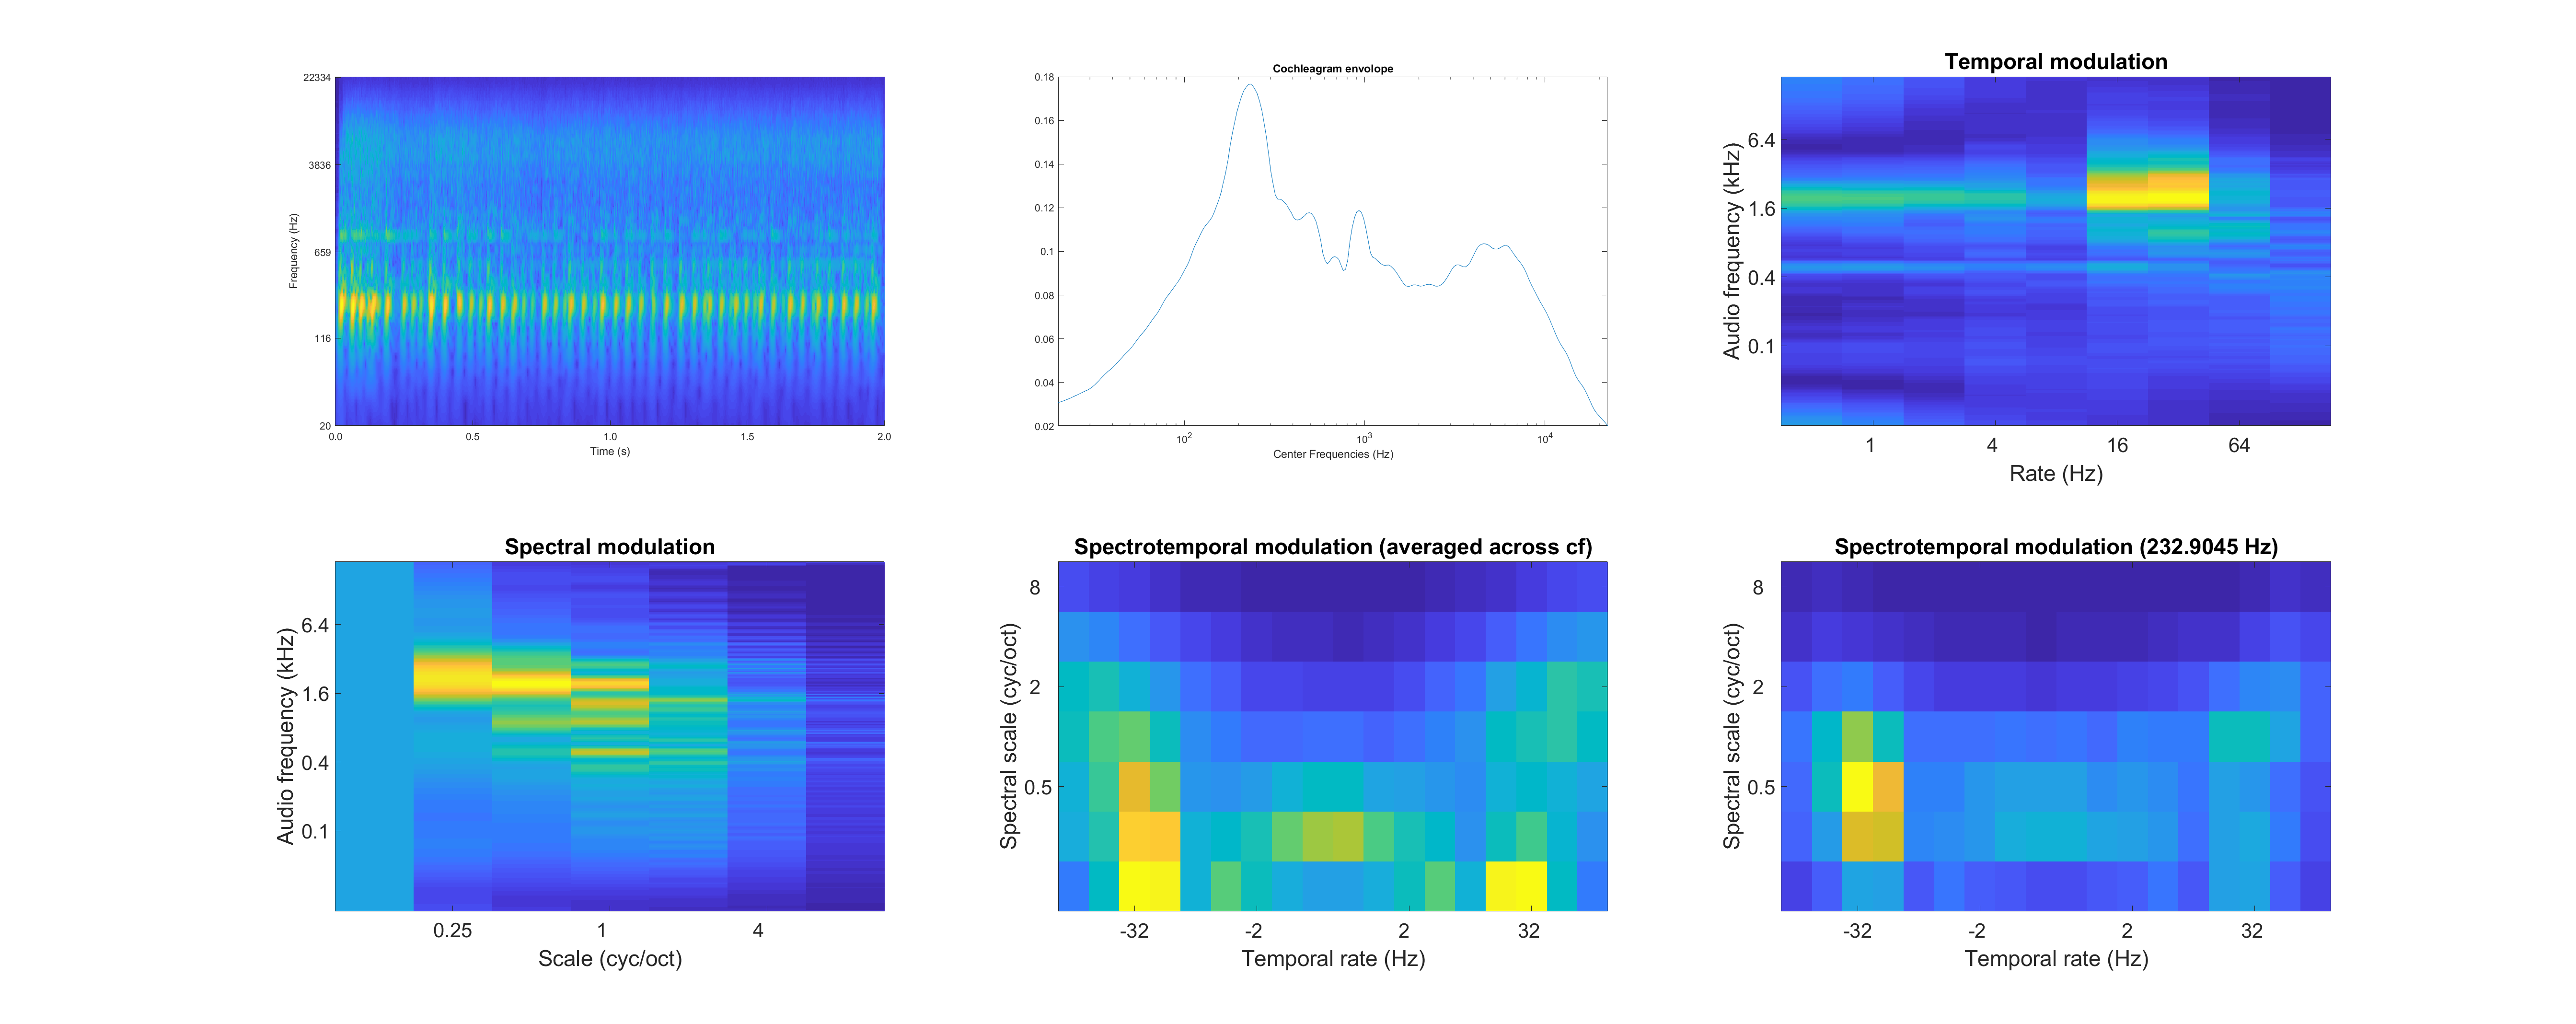 22334
3836
659
116
20
Frequency (Hz)
0.0 0.5 1.0 1.5 2.0
Time (s)
Cochleagram envolope
0.18
0.16
0.14
0.12
0.1
0.08
0.06
0.04
0.02
10^2 10^3 10^4
Center Frequencies (Hz)
Temporal modulation
6.4
1.6
0.4
0.1
Audio frequency (kHz)
1 4 16 64
Rate (Hz)
Spectral modulation
6.4
1.6
0.4
0.1
Audio frequency (kHz)
0.25 1 4
Scale (cyc/oct)
Spectrotemporal modulation (averaged across cf)
8
2
0.5
Spectral scale (cyc/oct)
-32 -2 2 32
Temporal rate (Hz)
Spectrotemporal modulation (232.9045 Hz)
8
2
0.5
Spectral scale (cyc/oct)
-32 -2 2 32
Temporal rate (Hz)